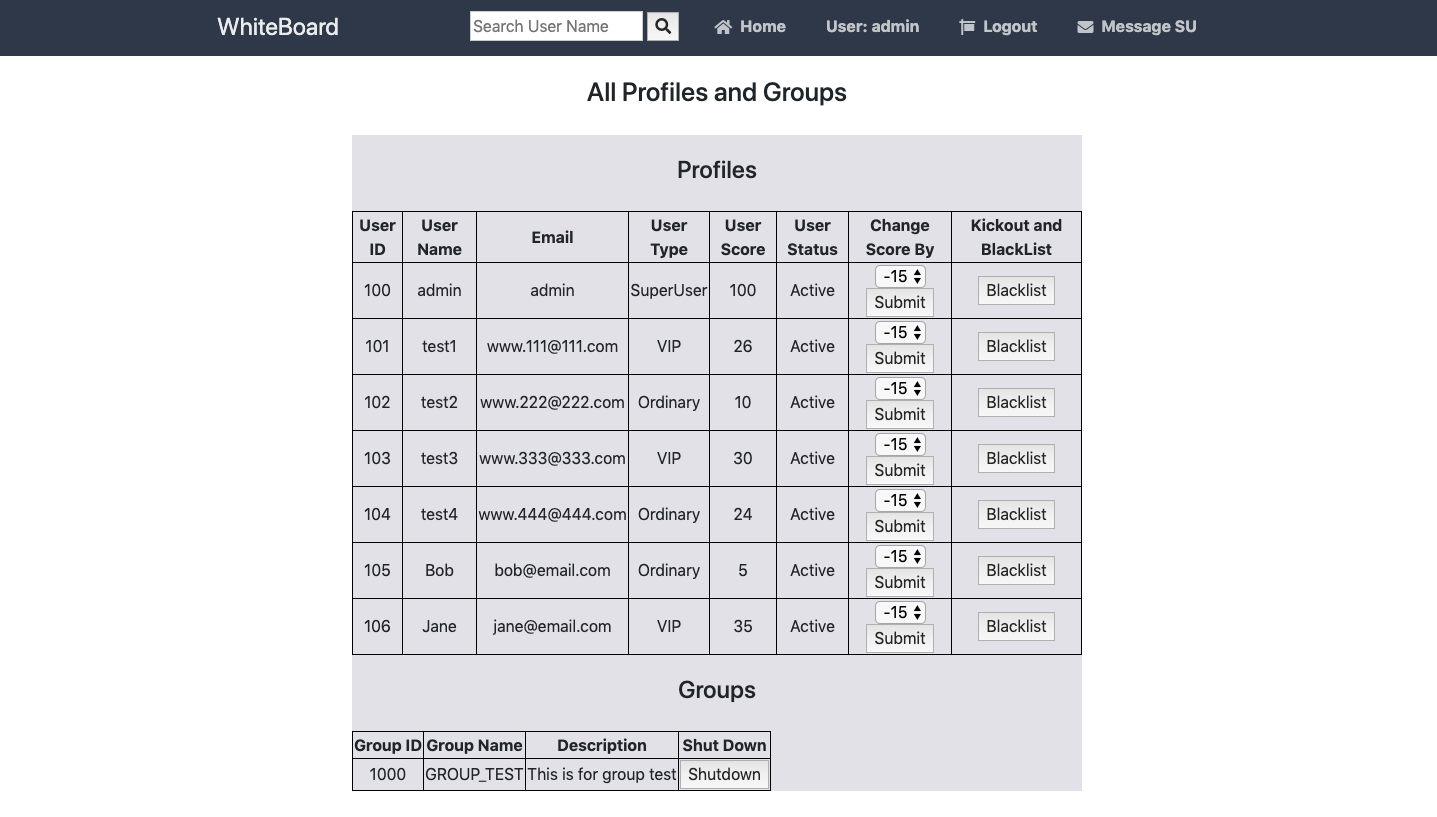 WhiteBoard Search User Name Home User: admin Logout Message SU
All Profiles and Groups
Profiles
User ID User Name Email User Type User Score User Status Change Score By Kickout and BlackList
100 admin admin SuperUser 100 Active -15 Submit Blacklist
101 test1 www.111@111.com VIP 26 Active -15 Submit Blacklist
102 test2 www.222@222.com Ordinary 10 Active -15 Submit Blacklist
103 test3 www.333@333.com VIP 30 Active -15 Submit Blacklist
104 test4 www.444@444.com Ordinary 24 Active -15 Submit Blacklist
105 Bob bob@email.com Ordinary 5 Active -15 Submit Blacklist
106 Jane jane@email.com VIP 35 Active -15 Submit Blacklist
Groups
Group ID Group Name Description Shut Down
1000 GROUP_TEST This is for group test Shutdown